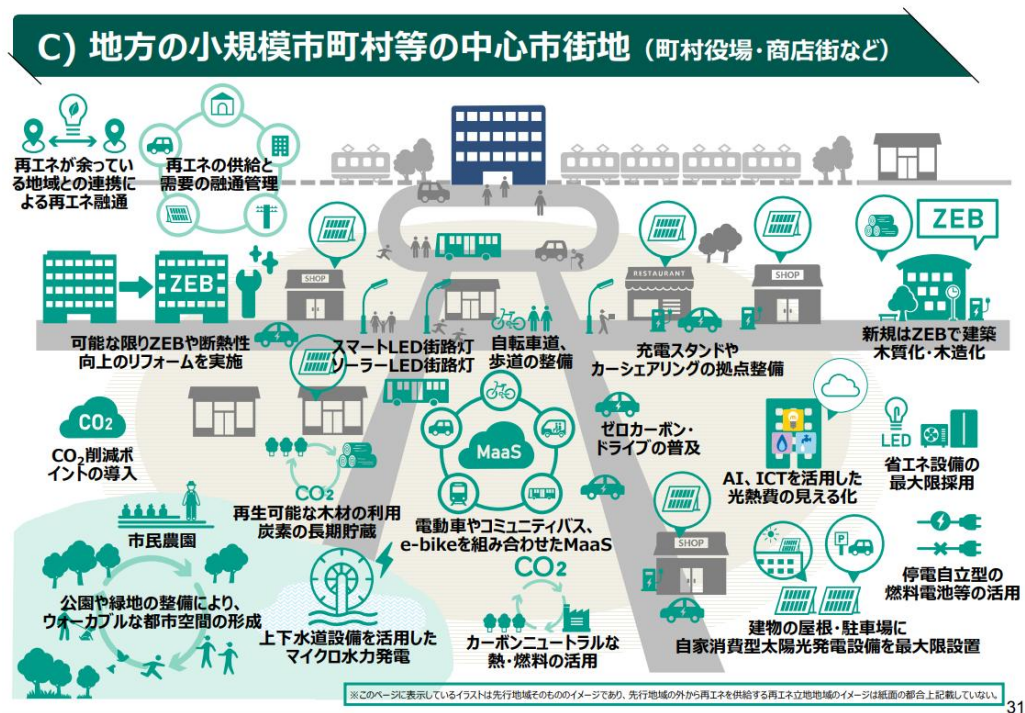 C) 地方の小規模市町村等の中心市街地（町村役場・商店街など）
再エネが余ってい
る地域との連携に
よる再エネ融通
再エネの供給と
需要の融通管理
ZEB
ZEB
SHOP
RESTAURANT
SHOP
可能な限りZEBや断熱性
向上のリフォームを実施
スマートLED街路灯
ソーラーLED街路灯
自転車道、
歩道の整備
充電スタンドや
カーシェアリングの拠点整備
新規はZEBで建築
木質化・木造化
CO2
CO2削減ポ
イントの導入
CO2
再生可能な木材の利用
炭素の長期貯蔵
MaaS
電動車やコミュニティバス、
e-bikeを組み合わせたMaaS
ゼロカーボン・
ドライブの普及
AI、ICTを活用した
光熱費の見える化
LED
省エネ設備の
最大限採用
市民農園
公園や緑地の整備により、
ウォーカブルな都市空間の形成
上下水道設備を活用した
マイクロ水力発電
CO2
カーボンニュートラルな
熱・燃料の活用
SHOP
P
建物の屋根・駐車場に
自家消費型太陽光発電設備を最大限設置
停電自立型の
燃料電池等の活用
※このページに表示しているイラストは先行地域そのもののイメージであり、先行地域の外から再エネを供給する再エネ立地地域のイメージは紙面の都合上記載していない。
31